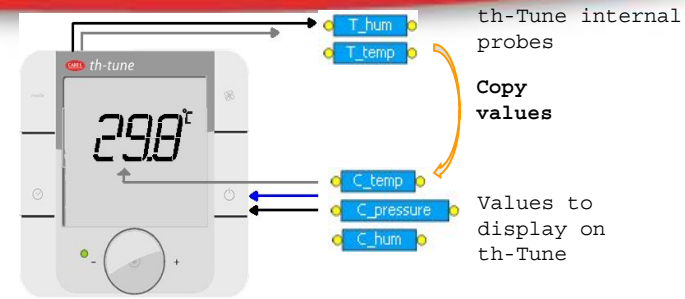 th-Tune internal
probes
T_hum
T_temp
Copy
values
CAREL th-tune
29.8 °C
C_temp
C_pressure
C_hum
Values to
display on
th-Tune
- +